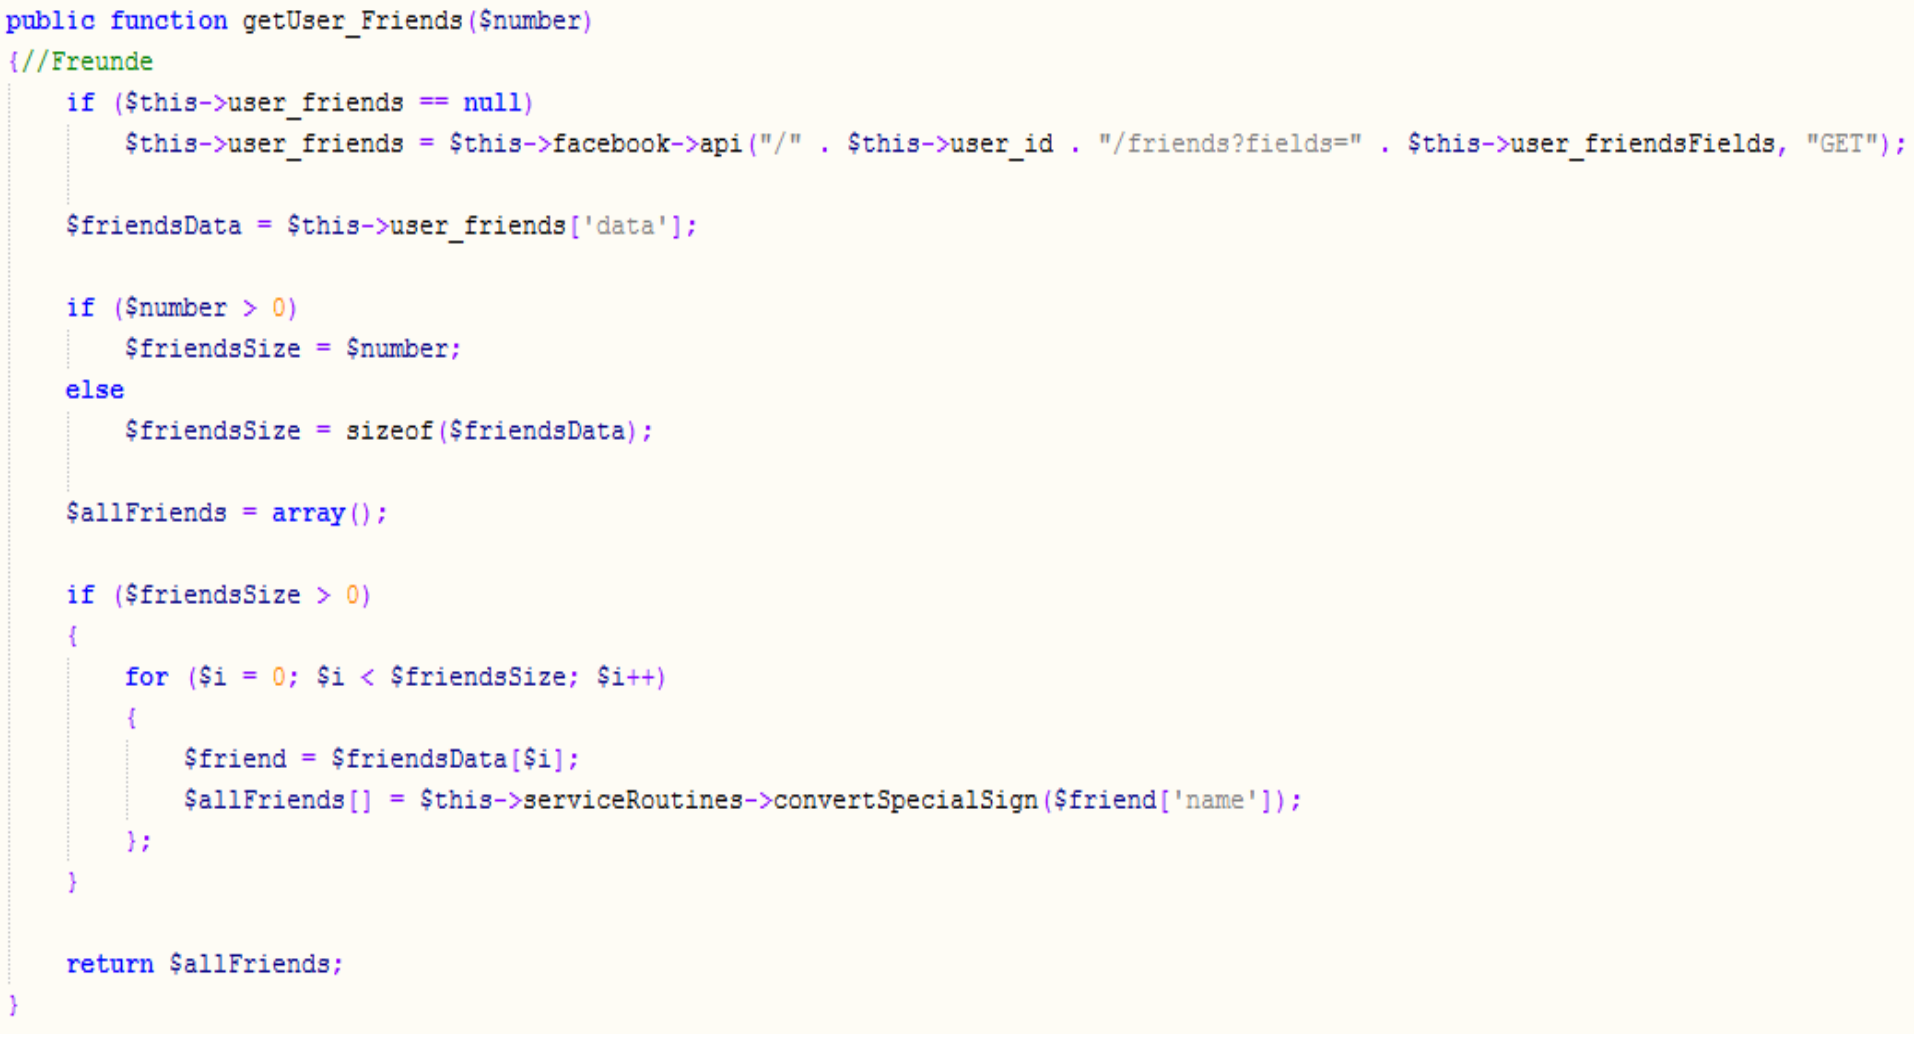 public function getUser_Friends($number)
{//Freunde
    if ($this->user_friends == null)
        $this->user_friends = $this->facebook->api("/" . $this->user_id . "/friends?fields=" . $this->user_friendsFields, "GET");
    $friendsData = $this->user_friends['data'];
    if ($number > 0)
        $friendsSize = $number;
    else
        $friendsSize = sizeof($friendsData);
    $allFriends = array();
    if ($friendsSize > 0)
    {
        for ($i = 0; $i < $friendsSize; $i++)
        {
            $friend = $friendsData[$i];
            $allFriends[] = $this->serviceRoutines->convertSpecialSign($friend['name']);
        };
    }
    return $allFriends;
}